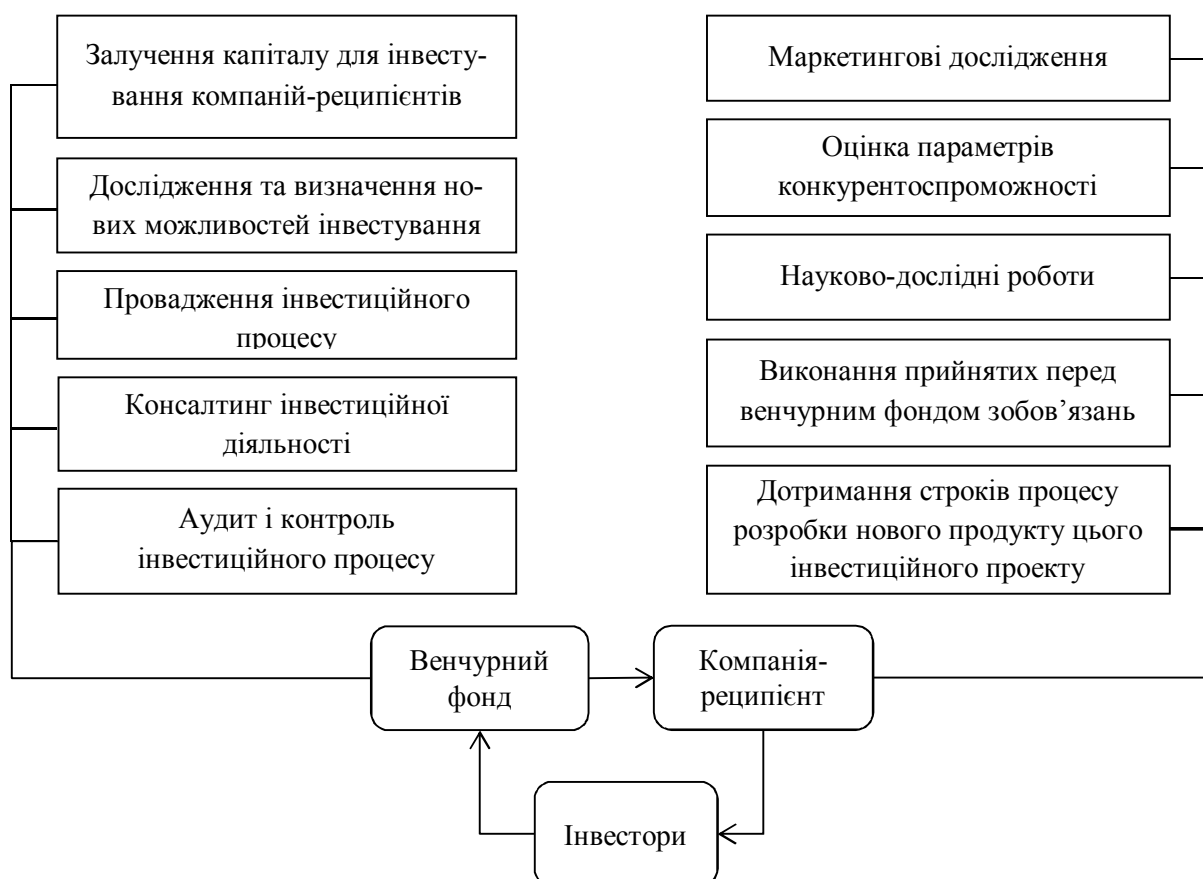 Залучення капіталу для інвесту-
вання компаній-реципієнтів
Дослідження та визначення но-
вих можливостей інвестування
Провадження інвестиційного
процесу
Консалтинг інвестиційної
діяльності
Аудит і контроль
інвестиційного процесу
Маркетингові дослідження
Оцінка параметрів
конкурентоспроможності
Науково-дослідні роботи
Виконання прийнятих перед
венчурним фондом зобов’язань
Дотримання строків процесу
розробки нового продукту цього
інвестиційного проекту
Венчурний
фонд
Компанія-
реципієнт
Інвестори